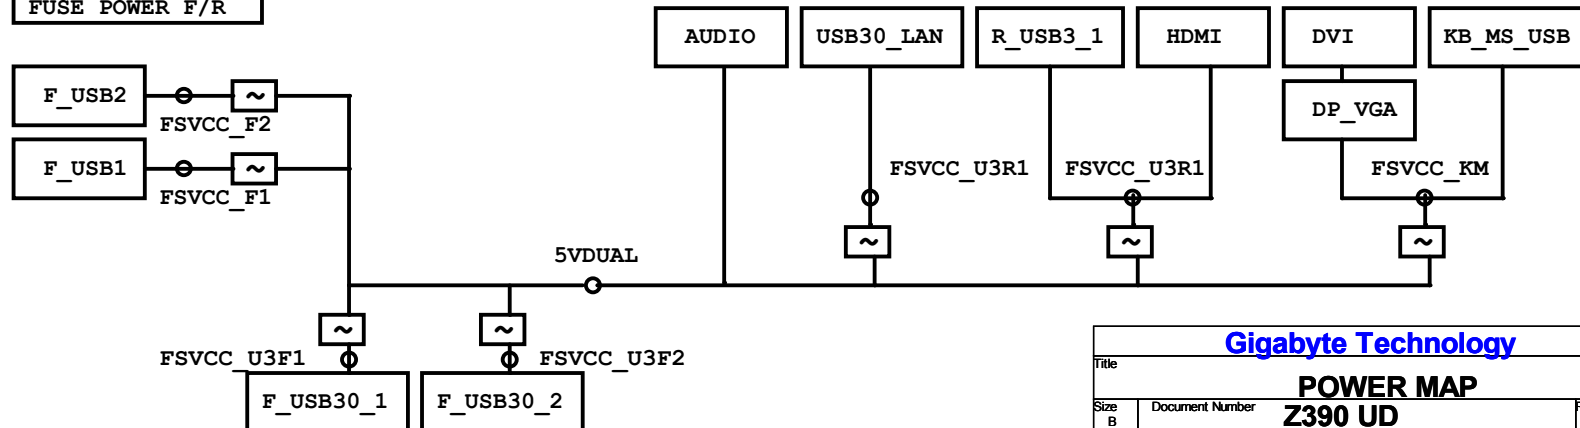 FUSE POWER F/R
AUDIO
USB30_LAN
R_USB3_1
HDMI
DVI
KB_MS_USB
F_USB2
~
FSVCC_F2
DP_VGA
F_USB1
~
FSVCC_F1
FSVCC_U3R1
FSVCC_U3R1
FSVCC_KM
~
~
~
5VDUAL
~
~
FSVCC_U3F1
FSVCC_U3F2
F_USB30_1
F_USB30_2
Gigabyte Technology
Title
POWER MAP
Size
Document Number
Z390 UD
B